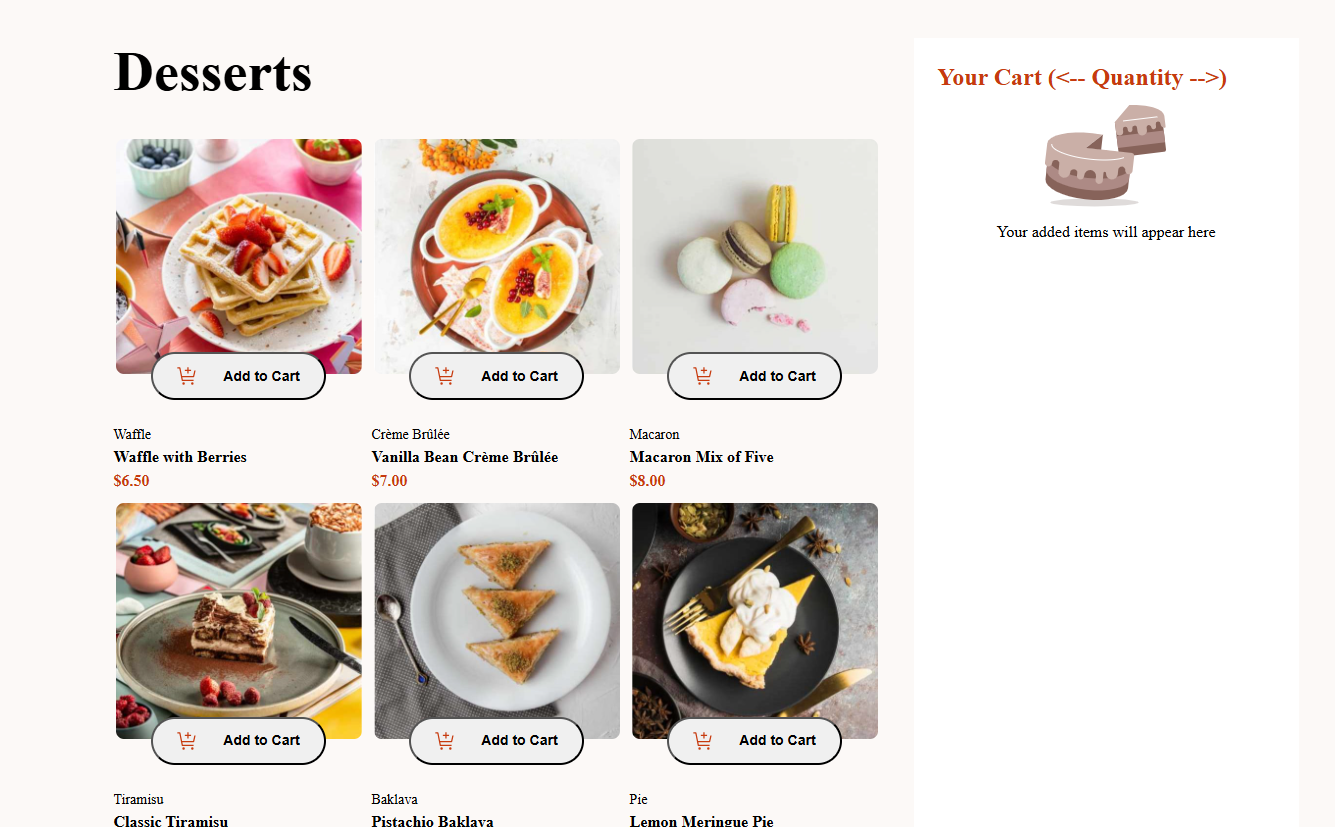 Desserts
Your Cart (<-- Quantity -->)
Your added items will appear here
Add to Cart
Add to Cart
Add to Cart
Waffle
Waffle with Berries
$6.50
Crème Brûlée
Vanilla Bean Crème Brûlée
$7.00
Macaron
Macaron Mix of Five
$8.00
Add to Cart
Add to Cart
Add to Cart
Tiramisu
Classic Tiramisu
Baklava
Pistachio Baklava
Pie
Lemon Meringue Pie